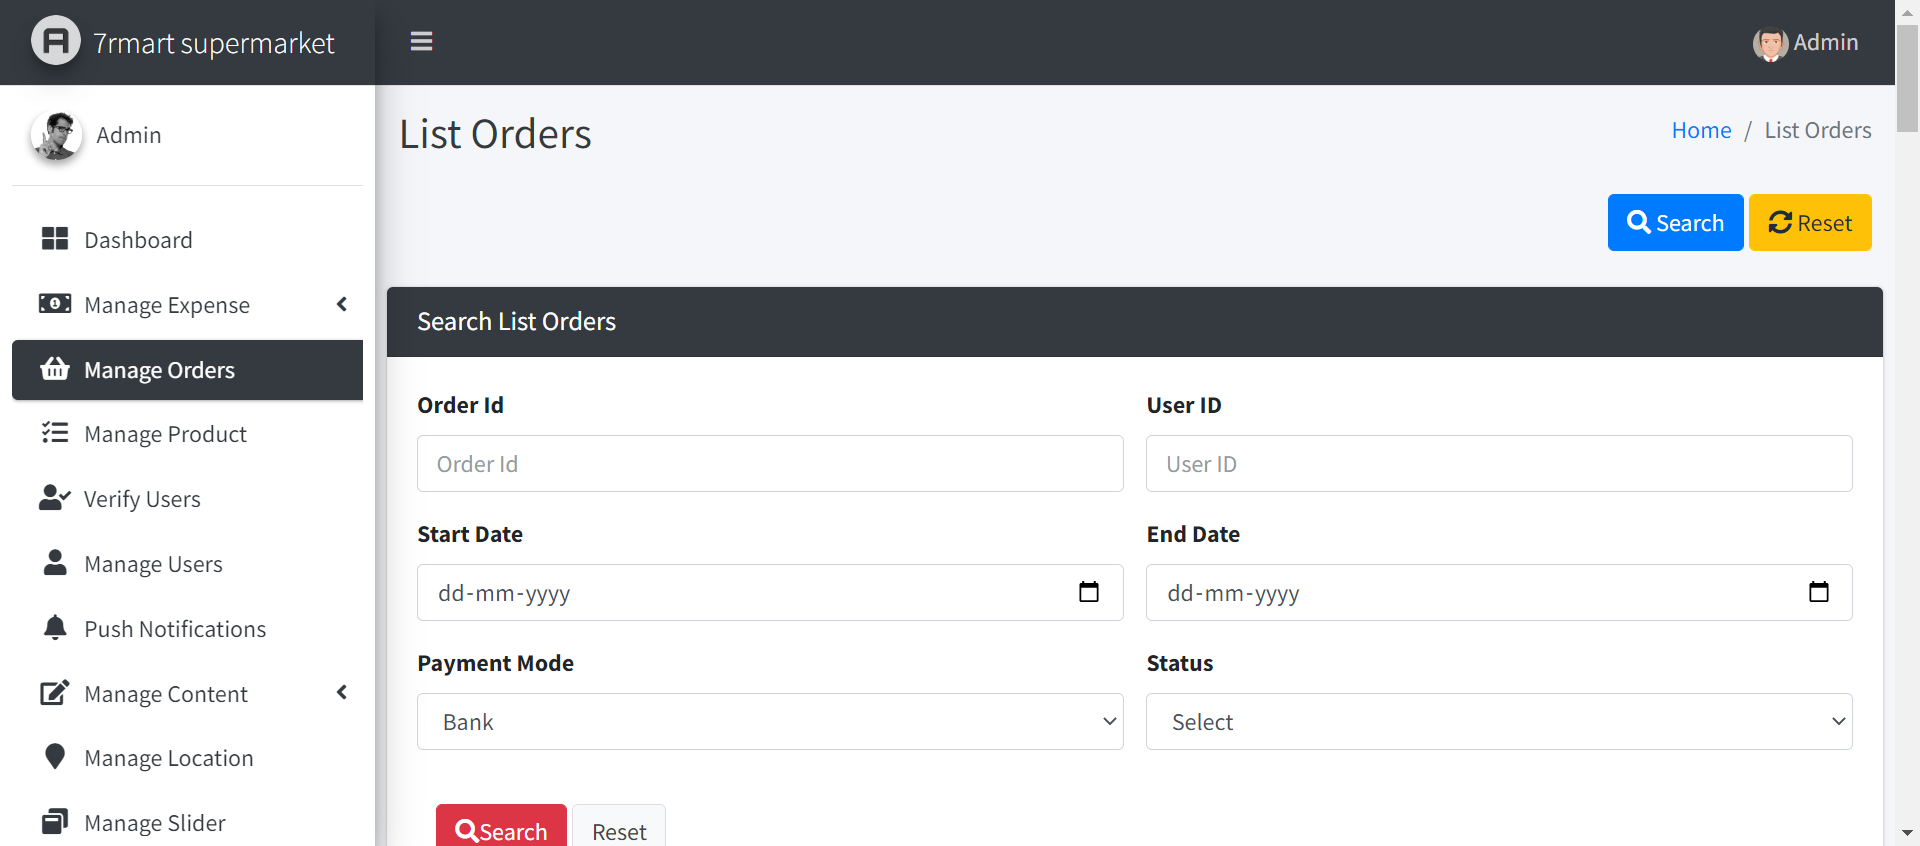 7rmart supermarket
Admin
Admin
List Orders
Home / List Orders
Search
Reset
Dashboard
Manage Expense
Manage Orders
Manage Product
Verify Users
Manage Users
Push Notifications
Manage Content
Manage Location
Manage Slider
Search List Orders
Order Id
User ID
Order Id
User ID
Start Date
End Date
dd-mm-yyyy
dd-mm-yyyy
Payment Mode
Status
Bank
Select
Search
Reset